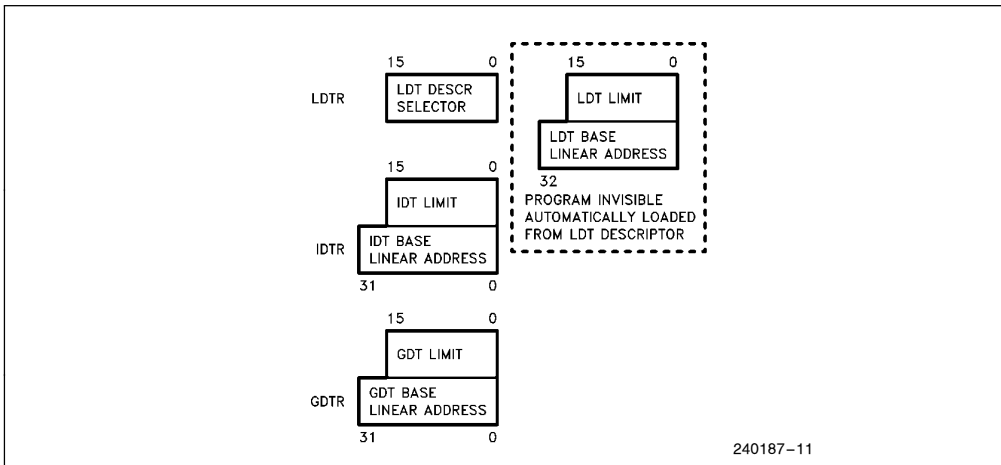 15 0
LDTR
LDT DESCR
SELECTOR
15 0
LDT LIMIT
LDT BASE
LINEAR ADDRESS
32
PROGRAM INVISIBLE
AUTOMATICALLY LOADED
FROM LDT DESCRIPTOR
15 0
IDT LIMIT
IDTR
IDT BASE
LINEAR ADDRESS
31 0
15 0
GDT LIMIT
GDTR
GDT BASE
LINEAR ADDRESS
31 0
240187–11